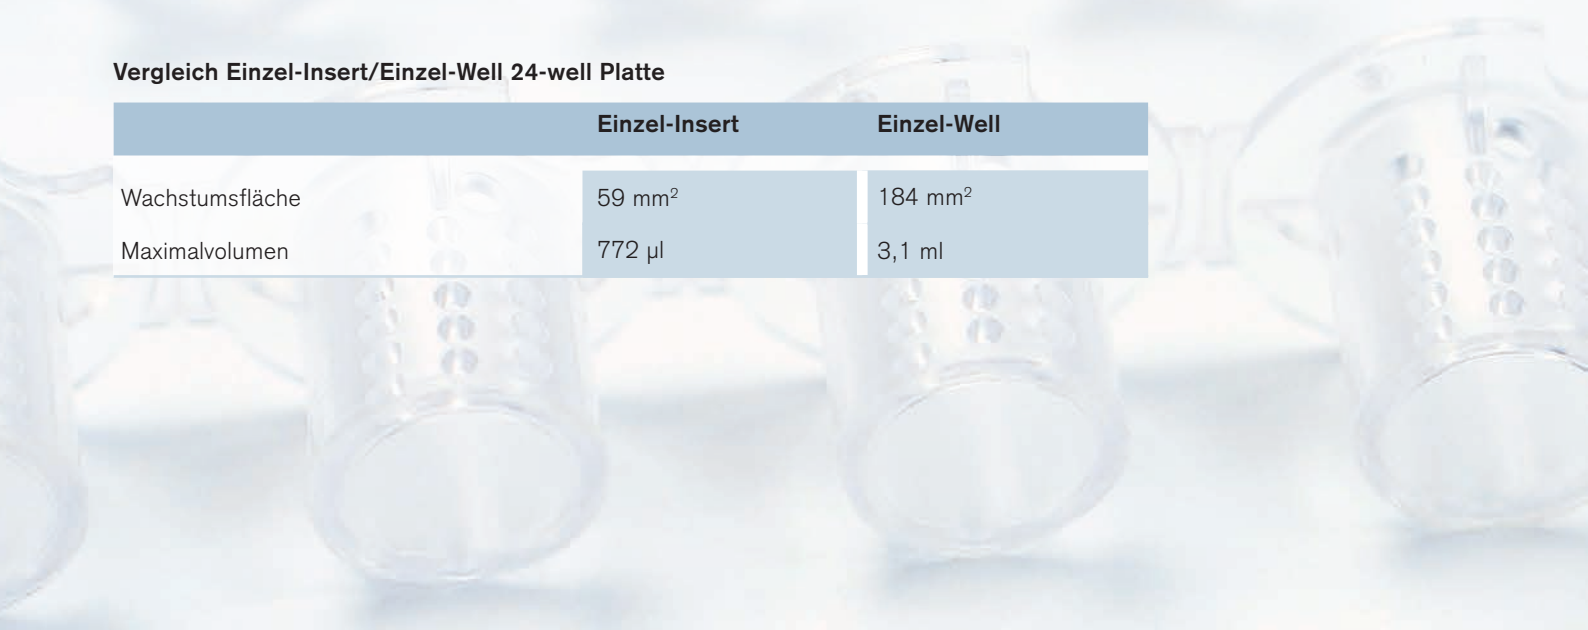 Vergleich Einzel-Insert/Einzel-Well 24-well Platte
Einzel-Insert Einzel-Well
Wachstumsfläche 59 mm² 184 mm²
Maximalvolumen 772 µl 3,1 ml